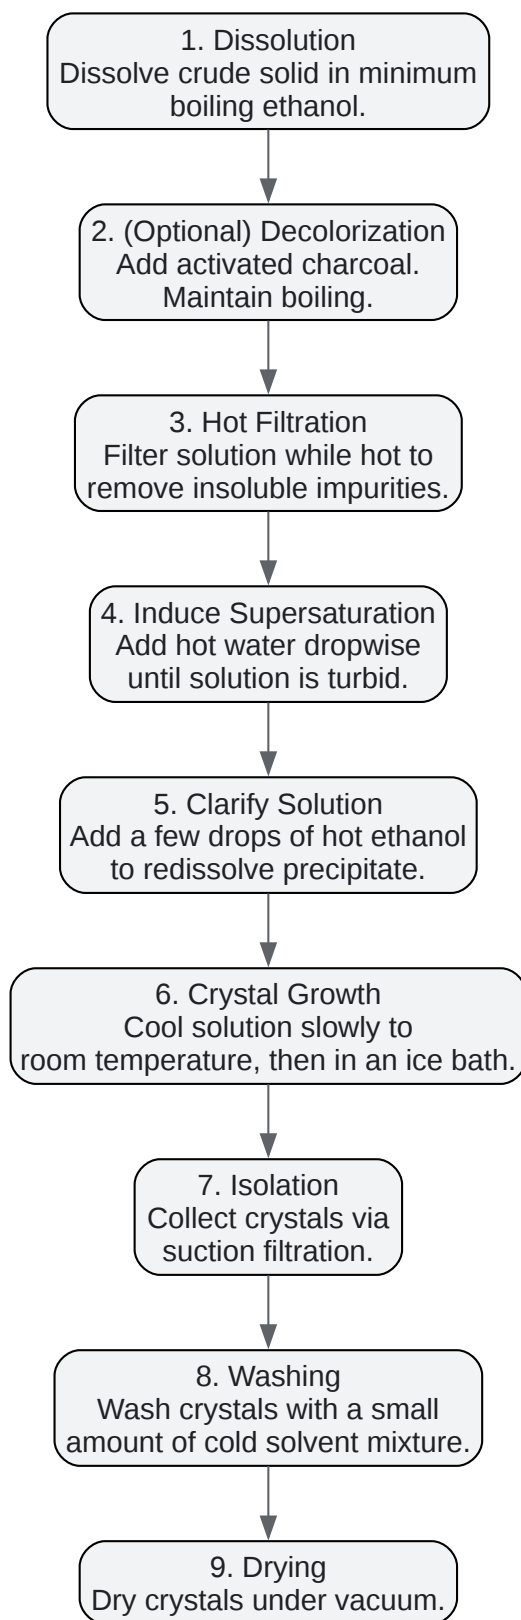 1. Dissolution
Dissolve crude solid in minimum
boiling ethanol.
2. (Optional) Decolorization
Add activated charcoal.
Maintain boiling.
3. Hot Filtration
Filter solution while hot to
remove insoluble impurities.
4. Induce Supersaturation
Add hot water dropwise
until solution is turbid.
5. Clarify Solution
Add a few drops of hot ethanol
to redissolve precipitate.
6. Crystal Growth
Cool solution slowly to
room temperature, then in an ice bath.
7. Isolation
Collect crystals via
suction filtration.
8. Washing
Wash crystals with a small
amount of cold solvent mixture.
9. Drying
Dry crystals under vacuum.